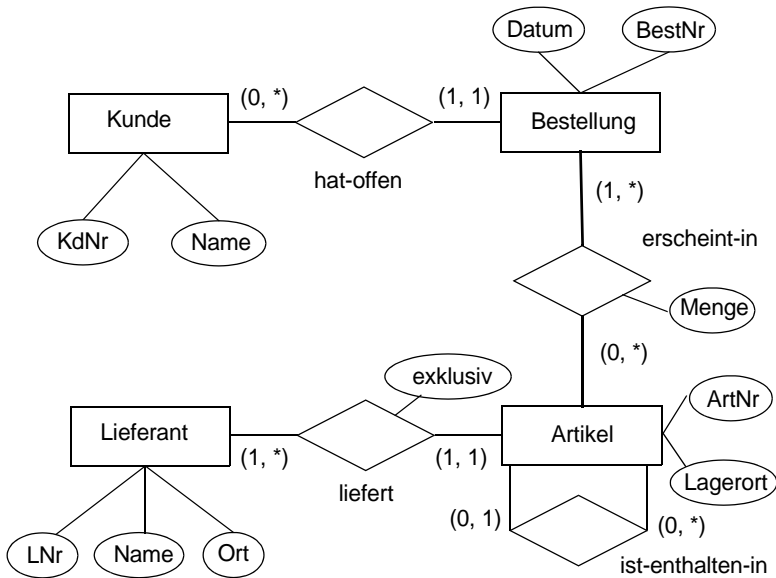 Datum
BestNr
(0, *)
(1, 1)
Kunde
Bestellung
hat-offen
(1, *)
KdNr
Name
erscheint-in
Menge
(0, *)
exklusiv
ArtNr
Lieferant
Artikel
(1, *)
(1, 1)
liefert
Lagerort
(0, 1)
(0, *)
LNr
Name
Ort
ist-enthalten-in